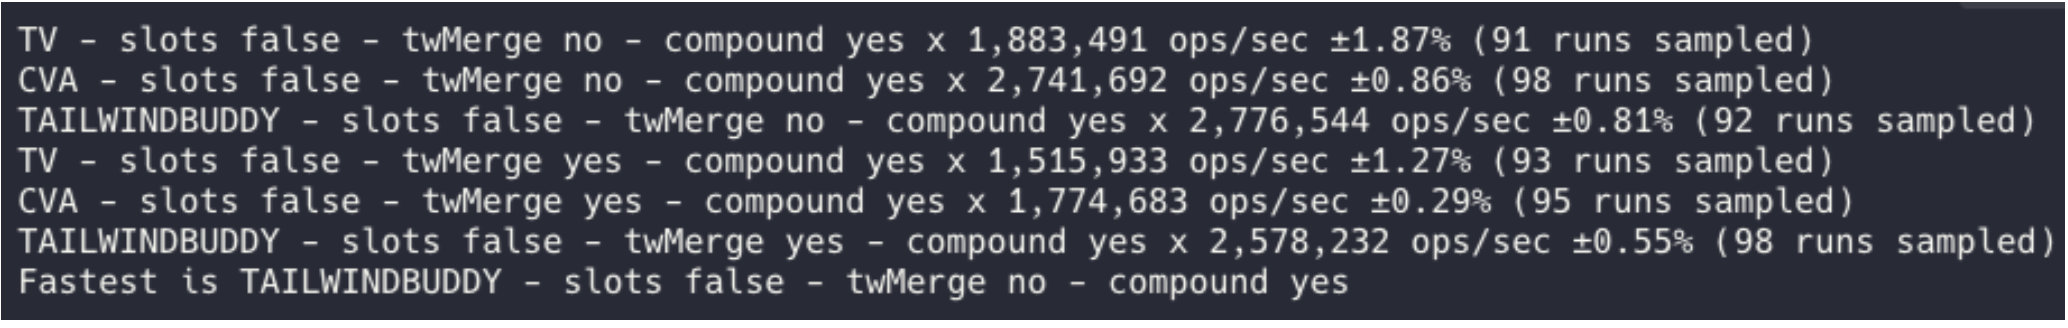 TV - slots false - twMerge no - compound yes x 1,883,491 ops/sec ±1.87% (91 runs sampled)
CVA - slots false - twMerge no - compound yes x 2,741,692 ops/sec ±0.86% (98 runs sampled)
TAILWINDBUDDY - slots false - twMerge no - compound yes x 2,776,544 ops/sec ±0.81% (92 runs sampled)
TV - slots false - twMerge yes - compound yes x 1,515,933 ops/sec ±1.27% (93 runs sampled)
CVA - slots false - twMerge yes - compound yes x 1,774,683 ops/sec ±0.29% (95 runs sampled)
TAILWINDBUDDY - slots false - twMerge yes - compound yes x 2,578,232 ops/sec ±0.55% (98 runs sampled)
Fastest is TAILWINDBUDDY - slots false - twMerge no - compound yes